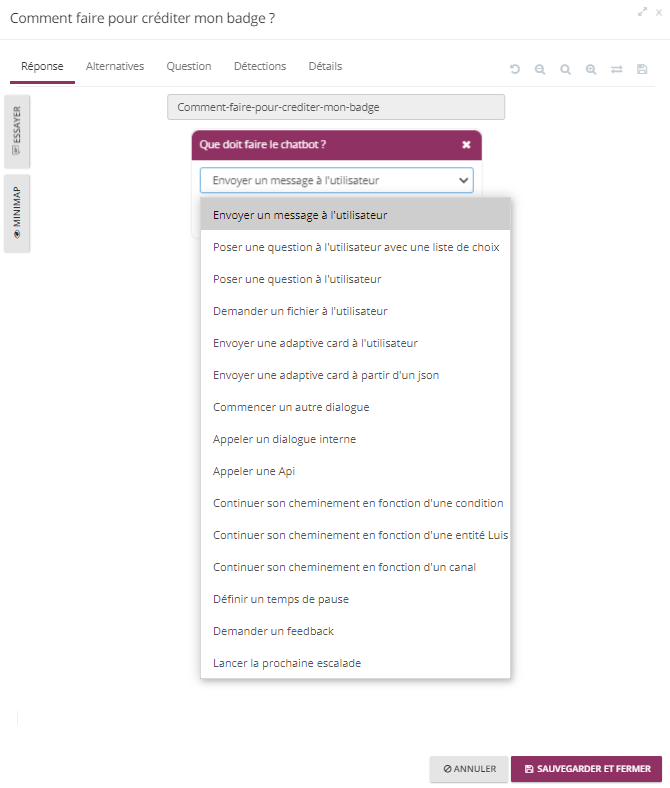 Comment faire pour créditer mon badge ?
Réponse
Alternatives
Question
Détections
Détails
ESSAYER
MINIMAP
Comment-faire-pour-crediter-mon-badge
Que doit faire le chatbot ?
Envoyer un message à l'utilisateur
Envoyer un message à l'utilisateur
Poser une question à l'utilisateur avec une liste de choix
Poser une question à l'utilisateur
Demander un fichier à l'utilisateur
Envoyer une adaptive card à l'utilisateur
Envoyer une adaptive card à partir d'un json
Commencer un autre dialogue
Appeler un dialogue interne
Appeler une Api
Continuer son cheminement en fonction d'une condition
Continuer son cheminement en fonction d'une entité Luis
Continuer son cheminement en fonction d'un canal
Définir un temps de pause
Demander un feedback
Lancer la prochaine escalade
ANNULER
SAUVEGARDER ET FERMER